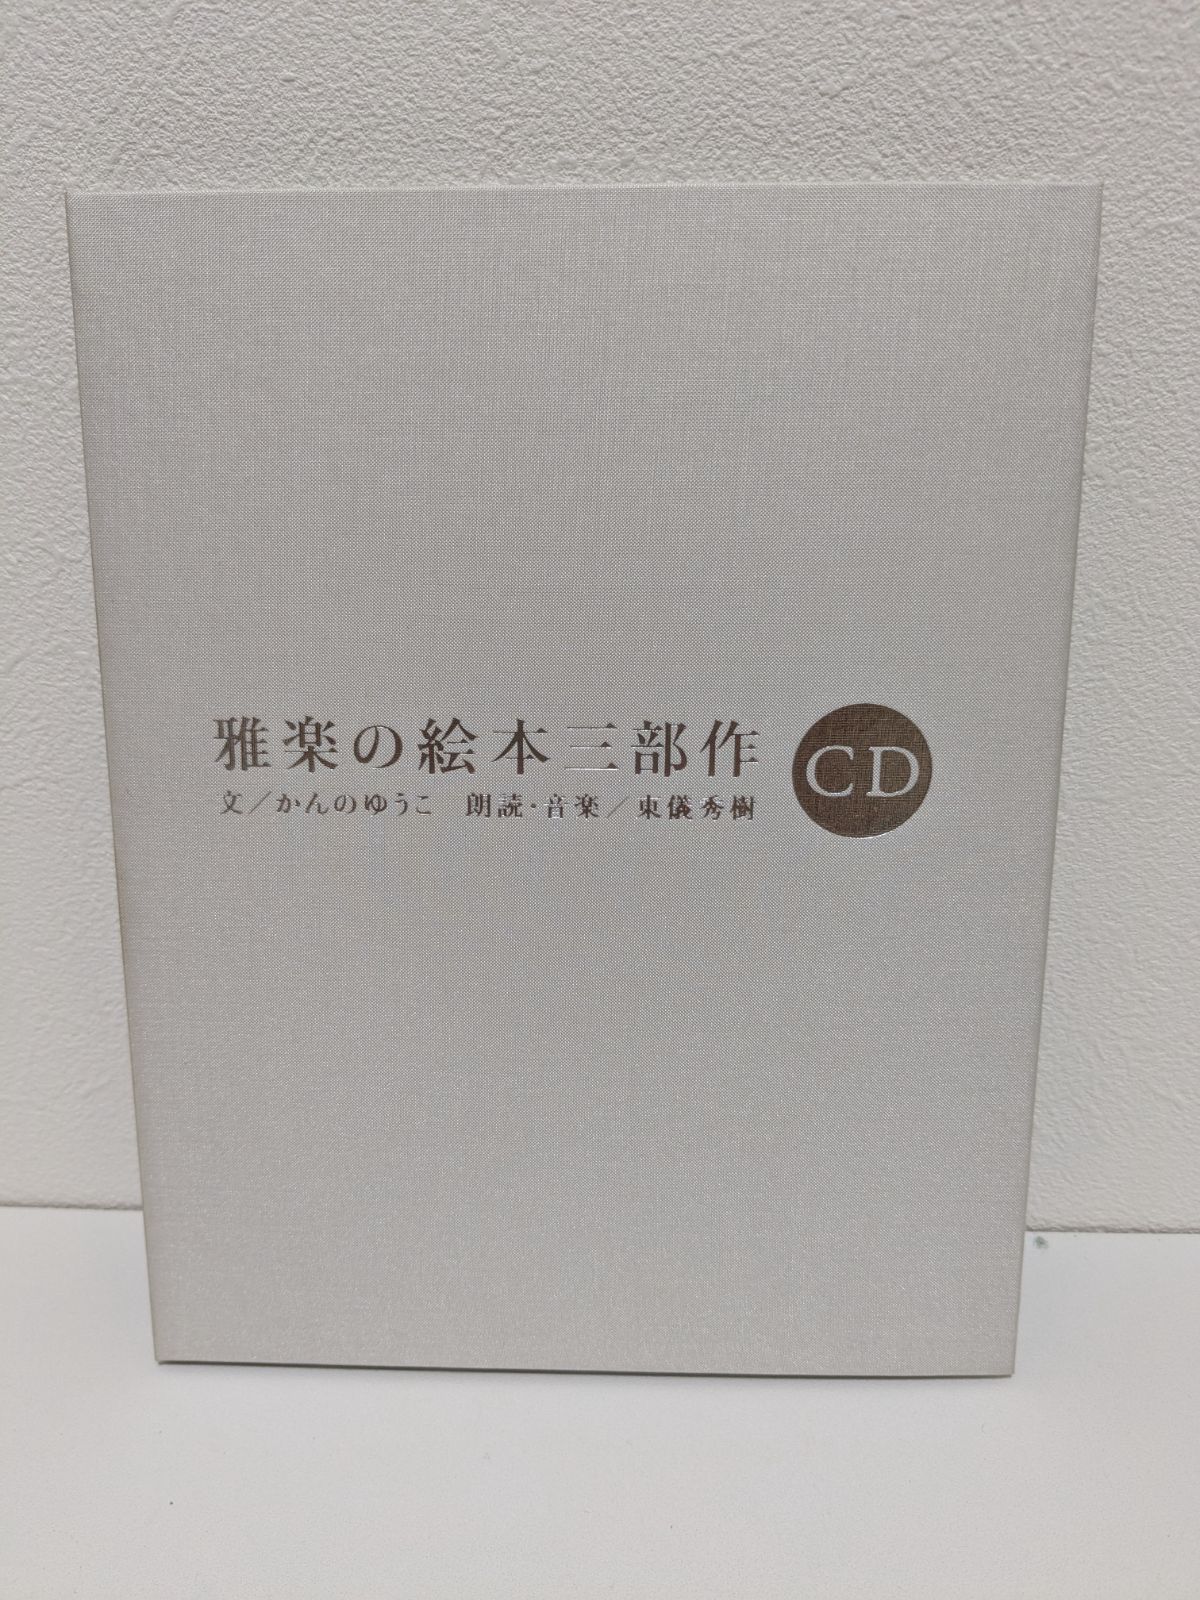 雅楽の絵本三部作
文／かんのゆうこ　朗読・音楽／東儀秀樹
CD